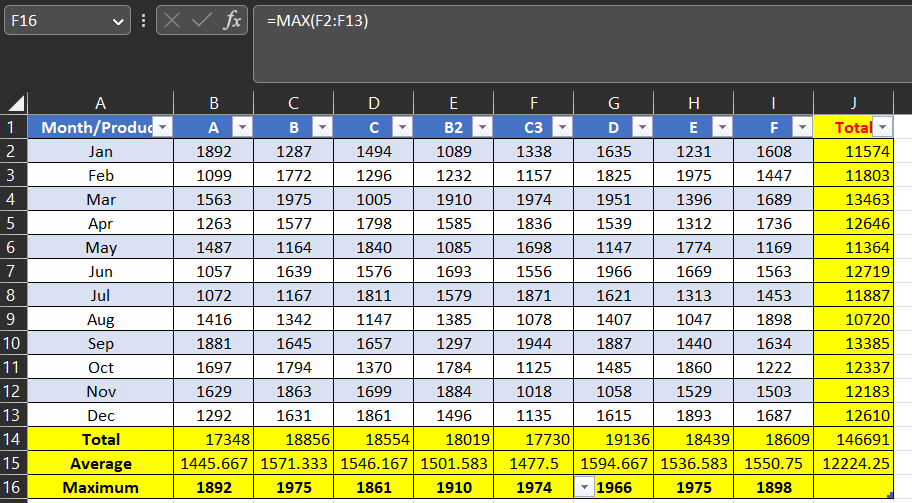 F16 fx =MAX(F2:F13)
A B C D E F G H I J
1 Month/Produc A B C B2 C3 D E F Total
2 Jan 1892 1287 1494 1089 1338 1635 1231 1608 11574
3 Feb 1099 1772 1296 1232 1157 1825 1975 1447 11803
4 Mar 1563 1975 1005 1910 1974 1951 1396 1689 13463
5 Apr 1263 1577 1798 1585 1836 1539 1312 1736 12646
6 May 1487 1164 1840 1085 1698 1147 1774 1169 11364
7 Jun 1057 1639 1576 1693 1556 1966 1669 1563 12719
8 Jul 1072 1167 1811 1579 1871 1621 1313 1453 11887
9 Aug 1416 1342 1147 1385 1078 1407 1047 1898 10720
10 Sep 1881 1645 1657 1297 1944 1887 1440 1634 13385
11 Oct 1697 1794 1370 1784 1125 1485 1860 1222 12337
12 Nov 1629 1863 1699 1884 1018 1058 1529 1503 12183
13 Dec 1292 1631 1861 1496 1135 1615 1893 1687 12610
14 Total 17348 18856 18554 18019 17730 19136 18439 18609 146691
15 Average 1445.667 1571.333 1546.167 1501.583 1477.5 1594.667 1536.583 1550.75 12224.25
16 Maximum 1892 1975 1861 1910 1974 1966 1975 1898